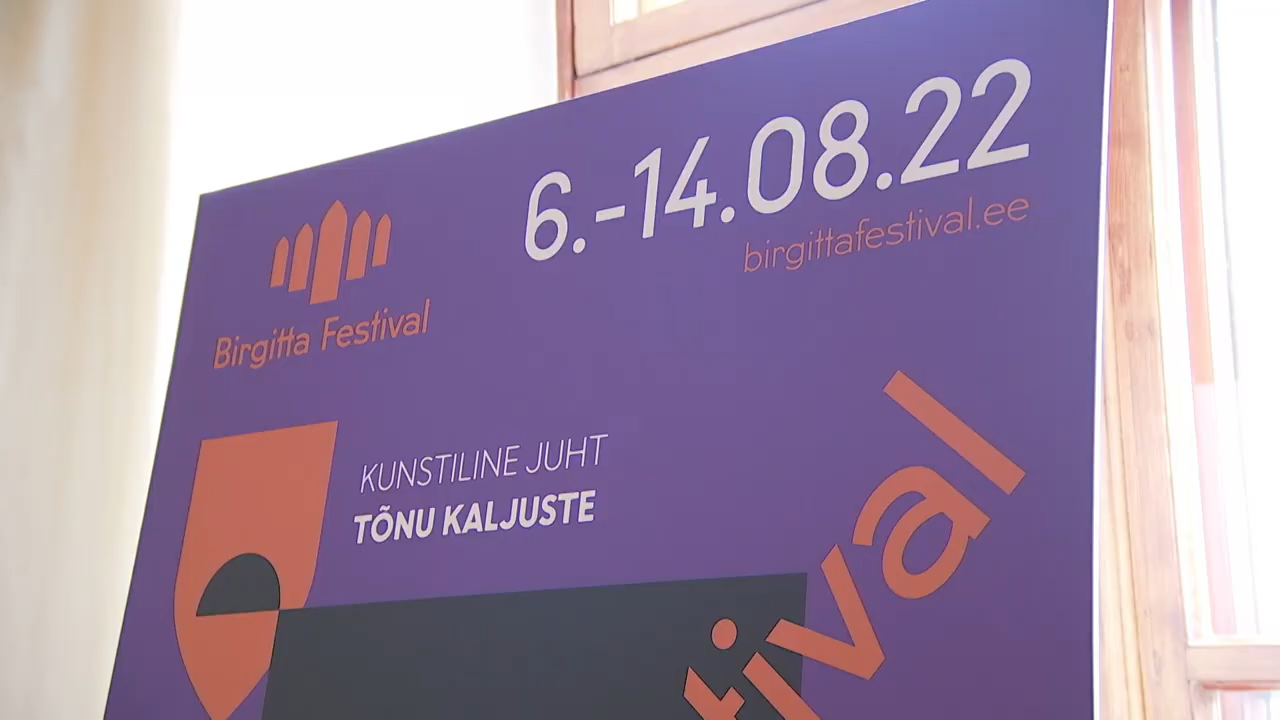 6.-14.08.22
birgittafestival.ee
Birgitta Festival
KUNSTILINE JUHT
TÕNU KALJUSTE
tival